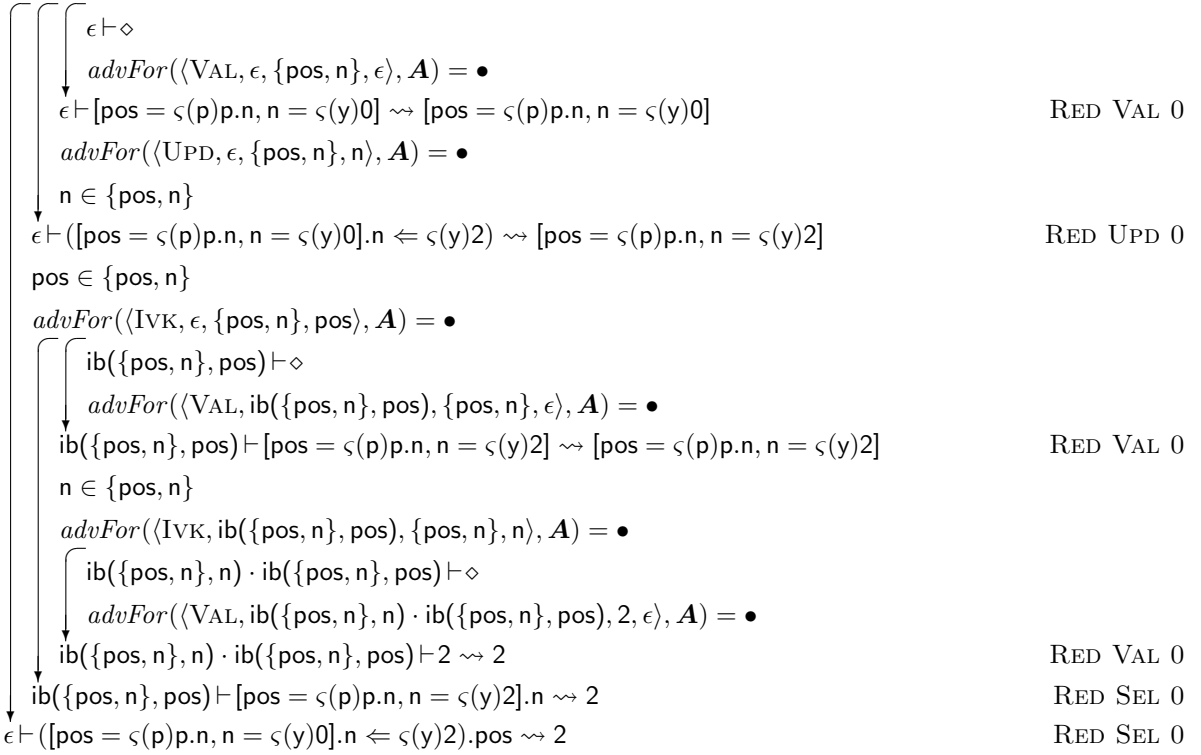 ϵ ⊢ ⋄
advFor(⟨VAL, ϵ, {pos, n}, ϵ⟩, A) = •
ϵ ⊢ [pos = ς(p)p.n, n = ς(y)0] ⇝ [pos = ς(p)p.n, n = ς(y)0] RED VAL 0
advFor(⟨UPD, ϵ, {pos, n}, n⟩, A) = •
n ∈ {pos, n}
ϵ ⊢ ([pos = ς(p)p.n, n = ς(y)0].n ⇐ ς(y)2) ⇝ [pos = ς(p)p.n, n = ς(y)2] RED UPD 0
pos ∈ {pos, n}
advFor(⟨IVK, ϵ, {pos, n}, pos⟩, A) = •
ib({pos, n}, pos) ⊢ ⋄
advFor(⟨VAL, ib({pos, n}, pos), {pos, n}, ϵ⟩, A) = •
ib({pos, n}, pos) ⊢ [pos = ς(p)p.n, n = ς(y)2] ⇝ [pos = ς(p)p.n, n = ς(y)2] RED VAL 0
n ∈ {pos, n}
advFor(⟨IVK, ib({pos, n}, pos), {pos, n}, n⟩, A) = •
ib({pos, n}, n) · ib({pos, n}, pos) ⊢ ⋄
advFor(⟨VAL, ib({pos, n}, n) · ib({pos, n}, pos), 2, ϵ⟩, A) = •
ib({pos, n}, n) · ib({pos, n}, pos) ⊢ 2 ⇝ 2 RED VAL 0
ib({pos, n}, pos) ⊢ [pos = ς(p)p.n, n = ς(y)2].n ⇝ 2 RED SEL 0
ϵ ⊢ ([pos = ς(p)p.n, n = ς(y)0].n ⇐ ς(y)2).pos ⇝ 2 RED SEL 0